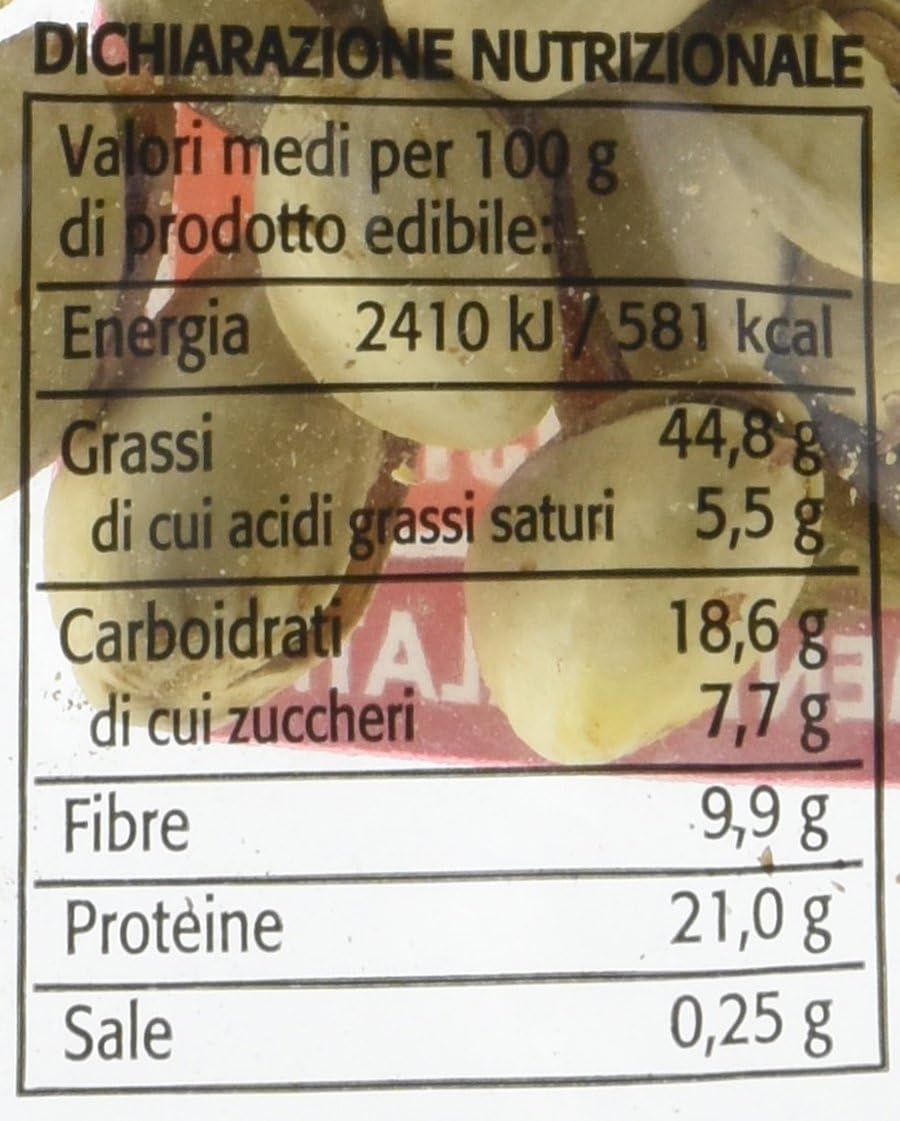 DICHIARAZIONE NUTRIZIONALE
Valori medi per 100 g
di prodotto edibile:
Energia 2410 kJ / 581 kcal
Grassi 44,8 g
di cui acidi grassi saturi 5,5 g
Carboidrati 18,6 g
di cui zuccheri 7,7 g
Fibre 9,9 g
Proteine 21,0 g
Sale 0,25 g